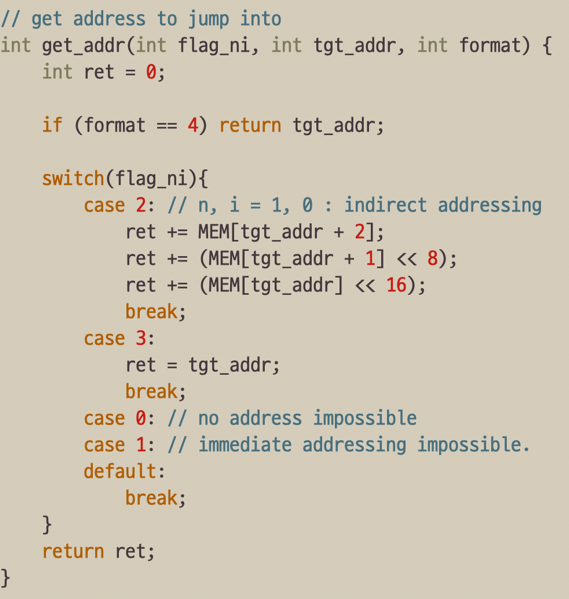 // get address to jump into
int get_addr(int flag_ni, int tgt_addr, int format) {
    int ret = 0;

    if (format == 4) return tgt_addr;

    switch(flag_ni){
        case 2: // n, i = 1, 0 : indirect addressing
            ret += MEM[tgt_addr + 2];
            ret += (MEM[tgt_addr + 1] << 8);
            ret += (MEM[tgt_addr] << 16);
            break;
        case 3:
            ret = tgt_addr;
            break;
        case 0: // no address impossible
        case 1: // immediate addressing impossible.
        default:
            break;
    }
    return ret;
}